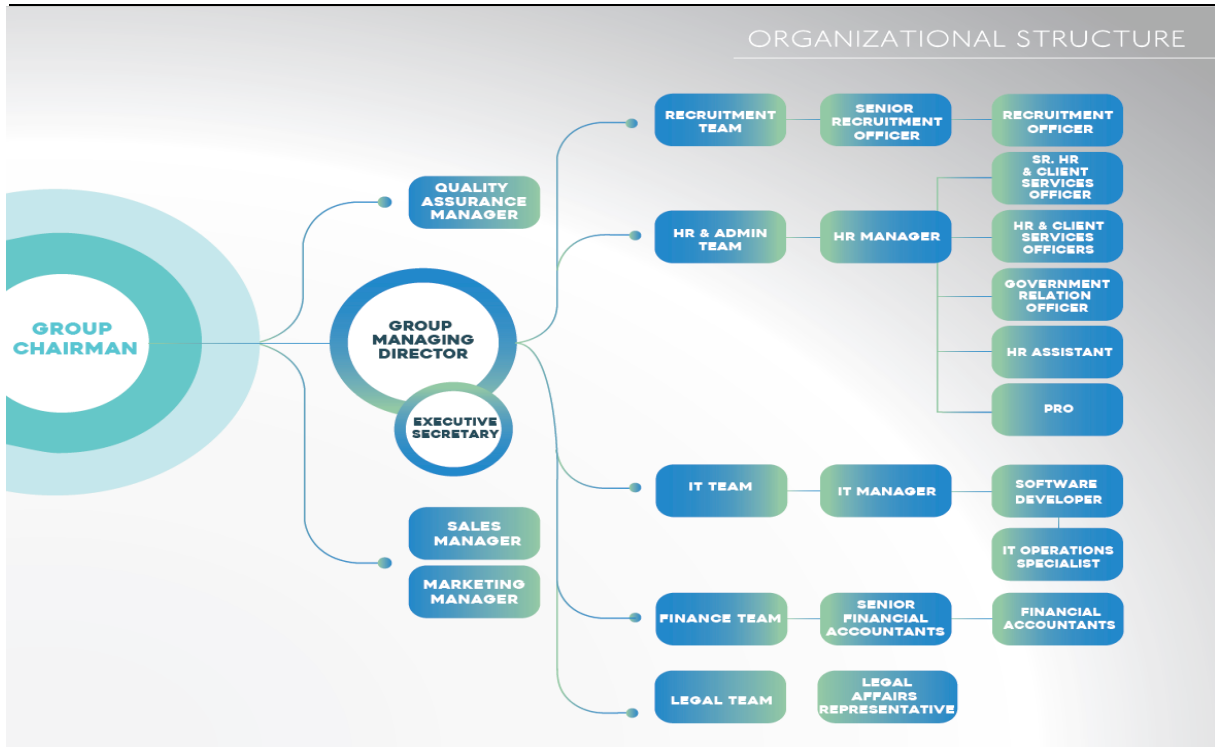 ORGANIZATIONAL STRUCTURE
GROUP
CHAIRMAN
QUALITY
ASSURANCE
MANAGER
GROUP
MANAGING
DIRECTOR
EXECUTIVE
SECRETARY
SALES
MANAGER
MARKETING
MANAGER
RECRUITMENT
TEAM
SENIOR
RECRUITMENT
OFFICER
RECRUITMENT
OFFICER
HR & ADMIN
TEAM
HR MANAGER
SR. HR
& CLIENT
SERVICES
OFFICER
HR & CLIENT
SERVICES
OFFICERS
GOVERNMENT
RELATION
OFFICER
HR ASSISTANT
PRO
IT TEAM
IT MANAGER
SOFTWARE
DEVELOPER
IT OPERATIONS
SPECIALIST
FINANCE TEAM
SENIOR
FINANCIAL
ACCOUNTANTS
FINANCIAL
ACCOUNTANTS
LEGAL TEAM
LEGAL
AFFAIRS
REPRESENTATIVE